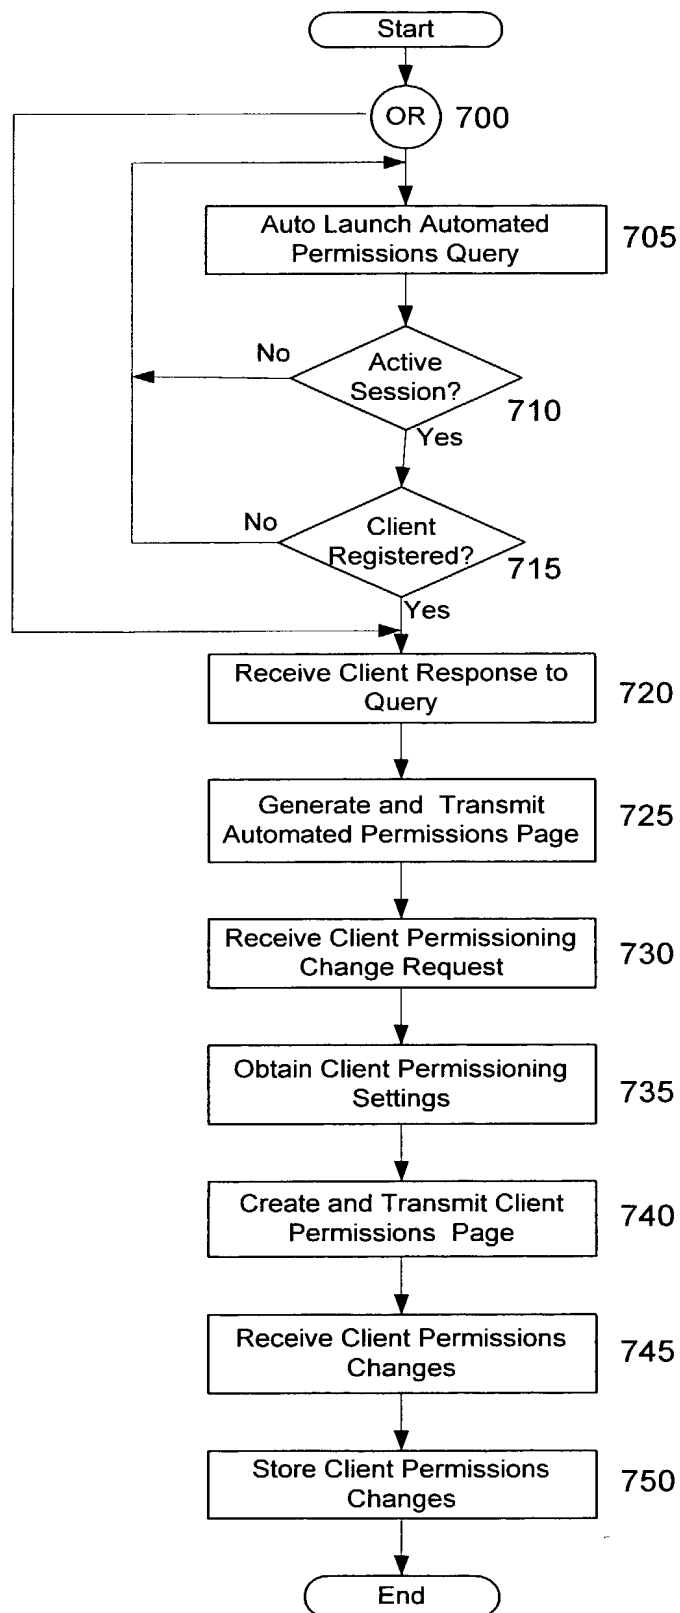 Start
OR 700
Auto Launch Automated
Permissions Query
705
No
Active
Session?
710
Yes
No
Client
Registered?
715
Yes
Receive Client Response to
Query
720
Generate and Transmit
Automated Permissions Page
725
Receive Client Permissioning
Change Request
730
Obtain Client Permissioning
Settings
735
Create and Transmit Client
Permissions Page
740
Receive Client Permissions
Changes
745
Store Client Permissions
Changes
750
End